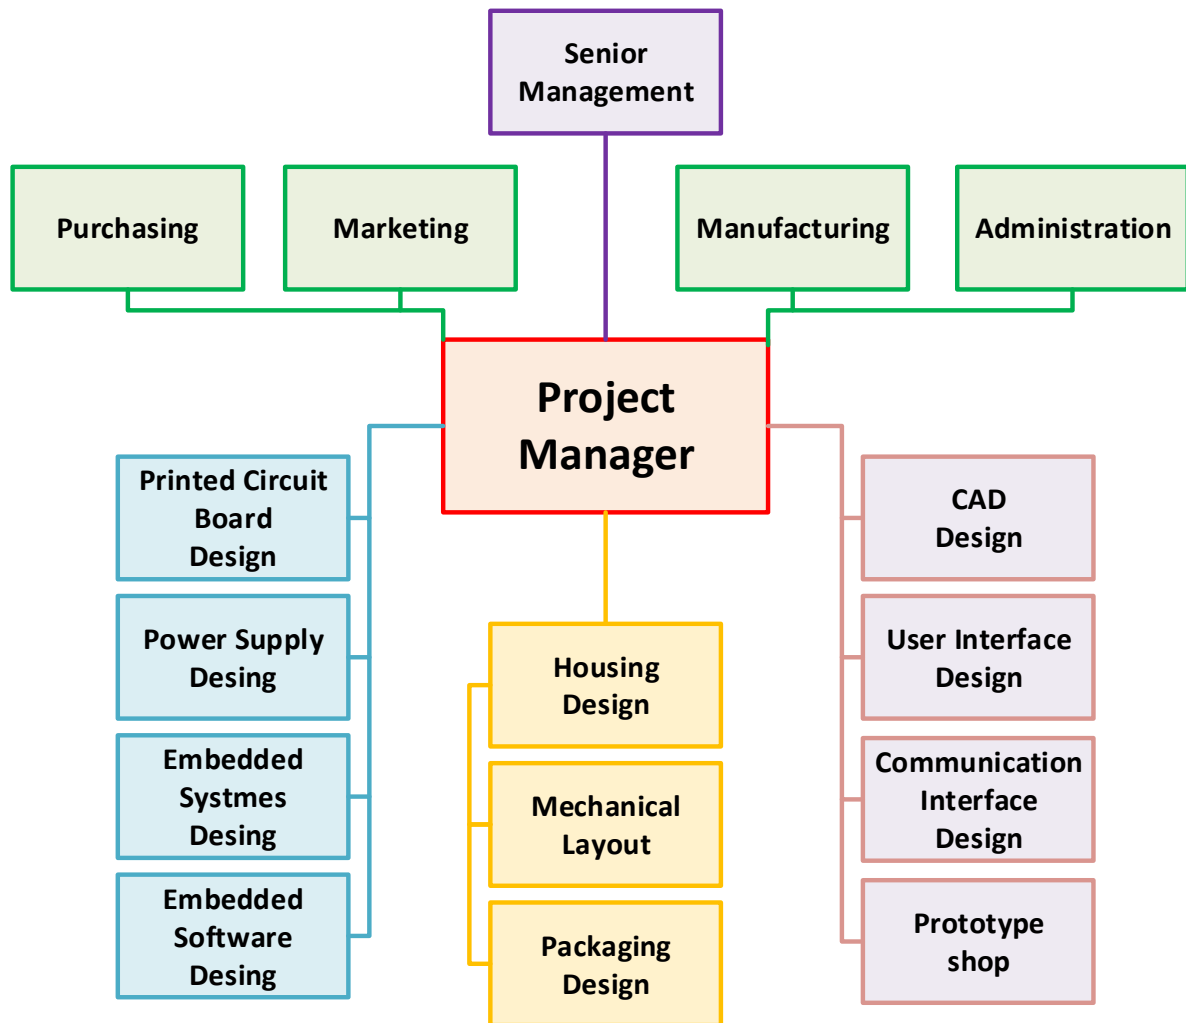 Senior
Management
Purchasing
Marketing
Manufacturing
Administration
Project
Manager
Printed Circuit
Board
Design
Power Supply
Desing
Embedded
Systmes
Desing
Embedded
Software
Desing
Housing
Design
Mechanical
Layout
Packaging
Design
CAD
Design
User Interface
Design
Communication
Interface
Design
Prototype
shop